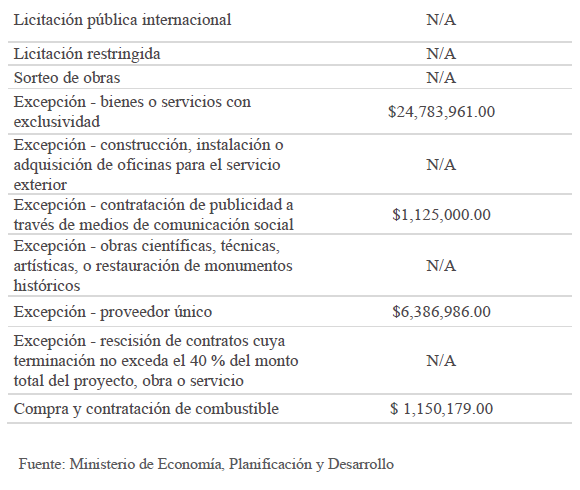 Licitación pública internacional N/A
Licitación restringida N/A
Sorteo de obras N/A
Excepción - bienes o servicios con
exclusividad $24,783,961.00
Excepción - construcción, instalación o
adquisición de oficinas para el servicio N/A
exterior
Excepción - contratación de publicidad a
través de medios de comunicación social $1,125,000.00
Excepción - obras científicas, técnicas,
artísticas, o restauración de monumentos N/A
históricos
Excepción - proveedor único $6,386,986.00
Excepción - rescisión de contratos cuya
terminación no exceda el 40 % del monto N/A
total del proyecto, obra o servicio
Compra y contratación de combustible $ 1,150,179.00
Fuente: Ministerio de Economía, Planificación y Desarrollo